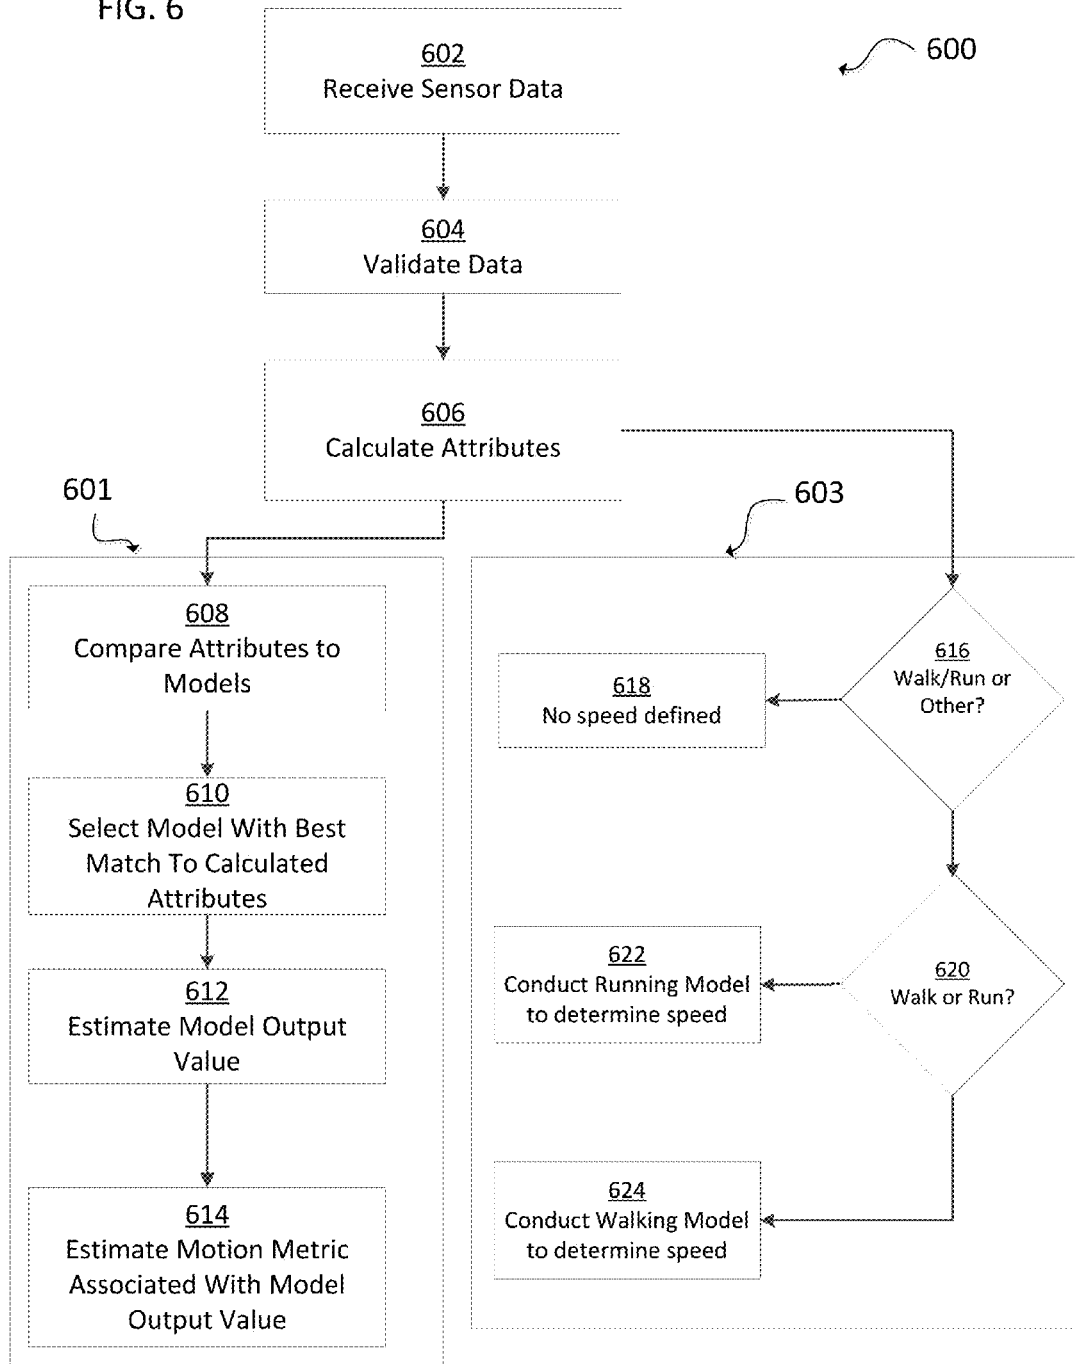 FIG. 6
600
602
Receive Sensor Data
604
Validate Data
606
Calculate Attributes
601
603
608
Compare Attributes to
Models
610
Select Model With Best
Match To Calculated
Attributes
612
Estimate Model Output
Value
614
Estimate Motion Metric
Associated With Model
Output Value
616
Walk/Run or
Other?
618
No speed defined
620
Walk or Run?
622
Conduct Running Model
to determine speed
624
Conduct Walking Model
to determine speed